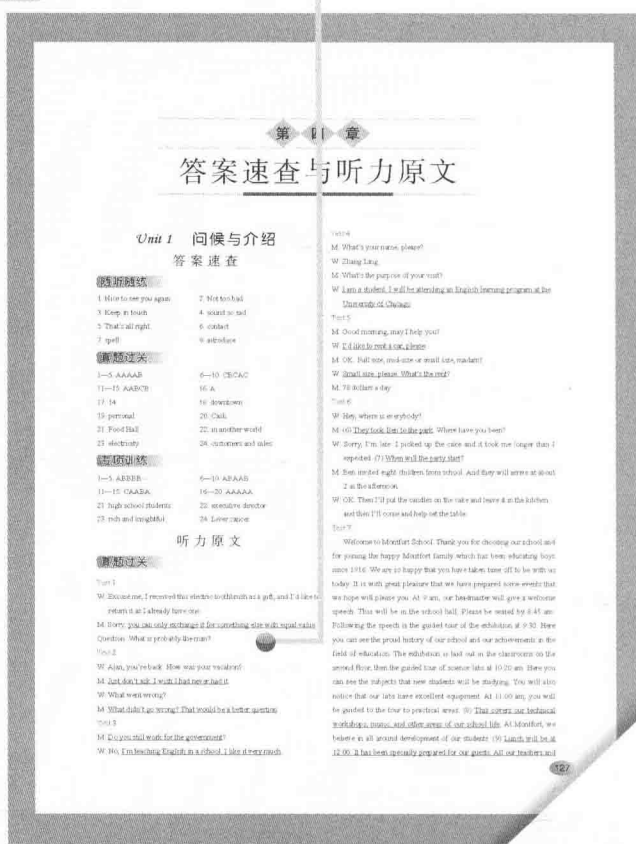 第四章
答案速查与听力原文
Unit 1 问候与介绍
答案速查
随听随练
1. Nice to see you again 2. Not too bad
3. Keep in touch 4. sound so sad
5. That's all right 6. contact
7. spell 8. introduce
真题过关
1—5 AAAAB 6—10 CBCAC
11—15 AABCB 16. A
17. 14 18. downtown
19. personal 20. Cash
21. Food Hall 22. in another world
23. electricity 24. customers and sales
专项训练
1—5 ABBBB 6—10 ABAAB
11—15 CAABA 16—20 AAAAA
21. high school students 22. executive director
23. rich and insightful 24. Liver cancer
听力原文
真题过关
Text 1
W: Excuse me, I received this electric toothbrush as a gift, and I'd like to
return it as I already have one.
M: Sorry, you can only exchange it for something else with equal value.
Question: What is probably the man?
Text 2
W: Ajan, you're back. How was your vacation?
M: Just don't ask. I wish I had never had it.
W: What went wrong?
M: What didn't go wrong? That would be a better question.
Text 3
M: Do you still work for the government?
W: No, I'm teaching English in a school. I like it very much.
Text 4
M: What's your name, please?
W: Zhang Ling.
M: What's the purpose of your visit?
W: I am a student. I will be attending an English learning program at the
University of Chicago.
Text 5
M: Good morning, may I help you?
W: I'd like to rent a car, please.
M: OK. Full size, mid-size or small size, madam?
W: Small size, please. What's the rent?
M: 78 dollars a day.
Text 6
W: Hey, where is everybody?
M: (6) They took Ben to the park. Where have you been?
W: Sorry, I'm late. I picked up the cake and it took me longer than I
expected. (7) When will the party start?
M: Ben invited eight children from school. And they will arrive at about
2 in the afternoon.
W: OK. Then I'll put the candles on the cake and leave it in the kitchen
and then I'll come and help set the table.
Text 7
Welcome to Montfort School. Thank you for choosing our school and
for joining the happy Montfort family which has been educating boys
since 1916. We are so happy that you have taken time off to be with us
today. It is with great pleasure that we have prepared some events that
we hope will please you. At 9 am, our headmaster will give a welcome
speech. This will be in the school hall. Please be seated by 8:45 am.
Following the speech is the guided tour of the exhibition at 9:30. Here
you can see the proud history of our school and our achievements in the
field of education. The exhibition is laid out in the classrooms on the
second floor, then the guided tour of science labs at 10:20 am. Here you
can see the subjects that new students will be studying. You will also
notice that our labs have excellent equipment. At 11:00 am, you will
be guided to the tour to practical areas. (8) This covers our technical
workshops, music, and other areas of our school life. At Montfort, we
believe in all around development of our students. (9) Lunch will be at
12:00. It has been specially prepared for our guests. All our teachers and
127